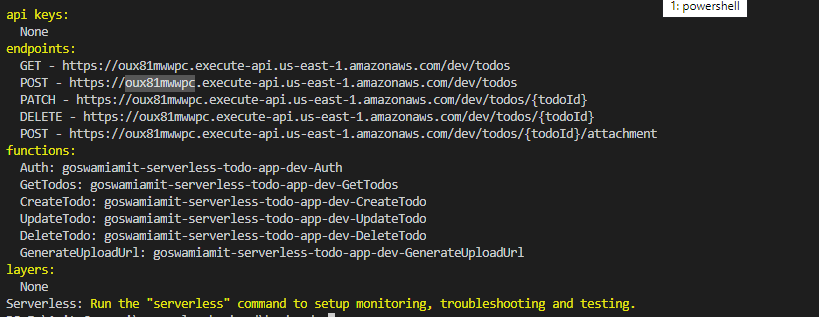 1: powershell
api keys:
None
endpoints:
GET - https://oux81mwwpc.execute-api.us-east-1.amazonaws.com/dev/todos
POST - https://oux81mwwpc.execute-api.us-east-1.amazonaws.com/dev/todos
PATCH - https://oux81mwwpc.execute-api.us-east-1.amazonaws.com/dev/todos/{todoId}
DELETE - https://oux81mwwpc.execute-api.us-east-1.amazonaws.com/dev/todos/{todoId}
POST - https://oux81mwwpc.execute-api.us-east-1.amazonaws.com/dev/todos/{todoId}/attachment
functions:
Auth: goswamiamit-serverless-todo-app-dev-Auth
GetTodos: goswamiamit-serverless-todo-app-dev-GetTodos
CreateTodo: goswamiamit-serverless-todo-app-dev-CreateTodo
UpdateTodo: goswamiamit-serverless-todo-app-dev-UpdateTodo
DeleteTodo: goswamiamit-serverless-todo-app-dev-DeleteTodo
GenerateUploadUrl: goswamiamit-serverless-todo-app-dev-GenerateUploadUrl
layers:
None
Serverless: Run the "serverless" command to setup monitoring, troubleshooting and testing.